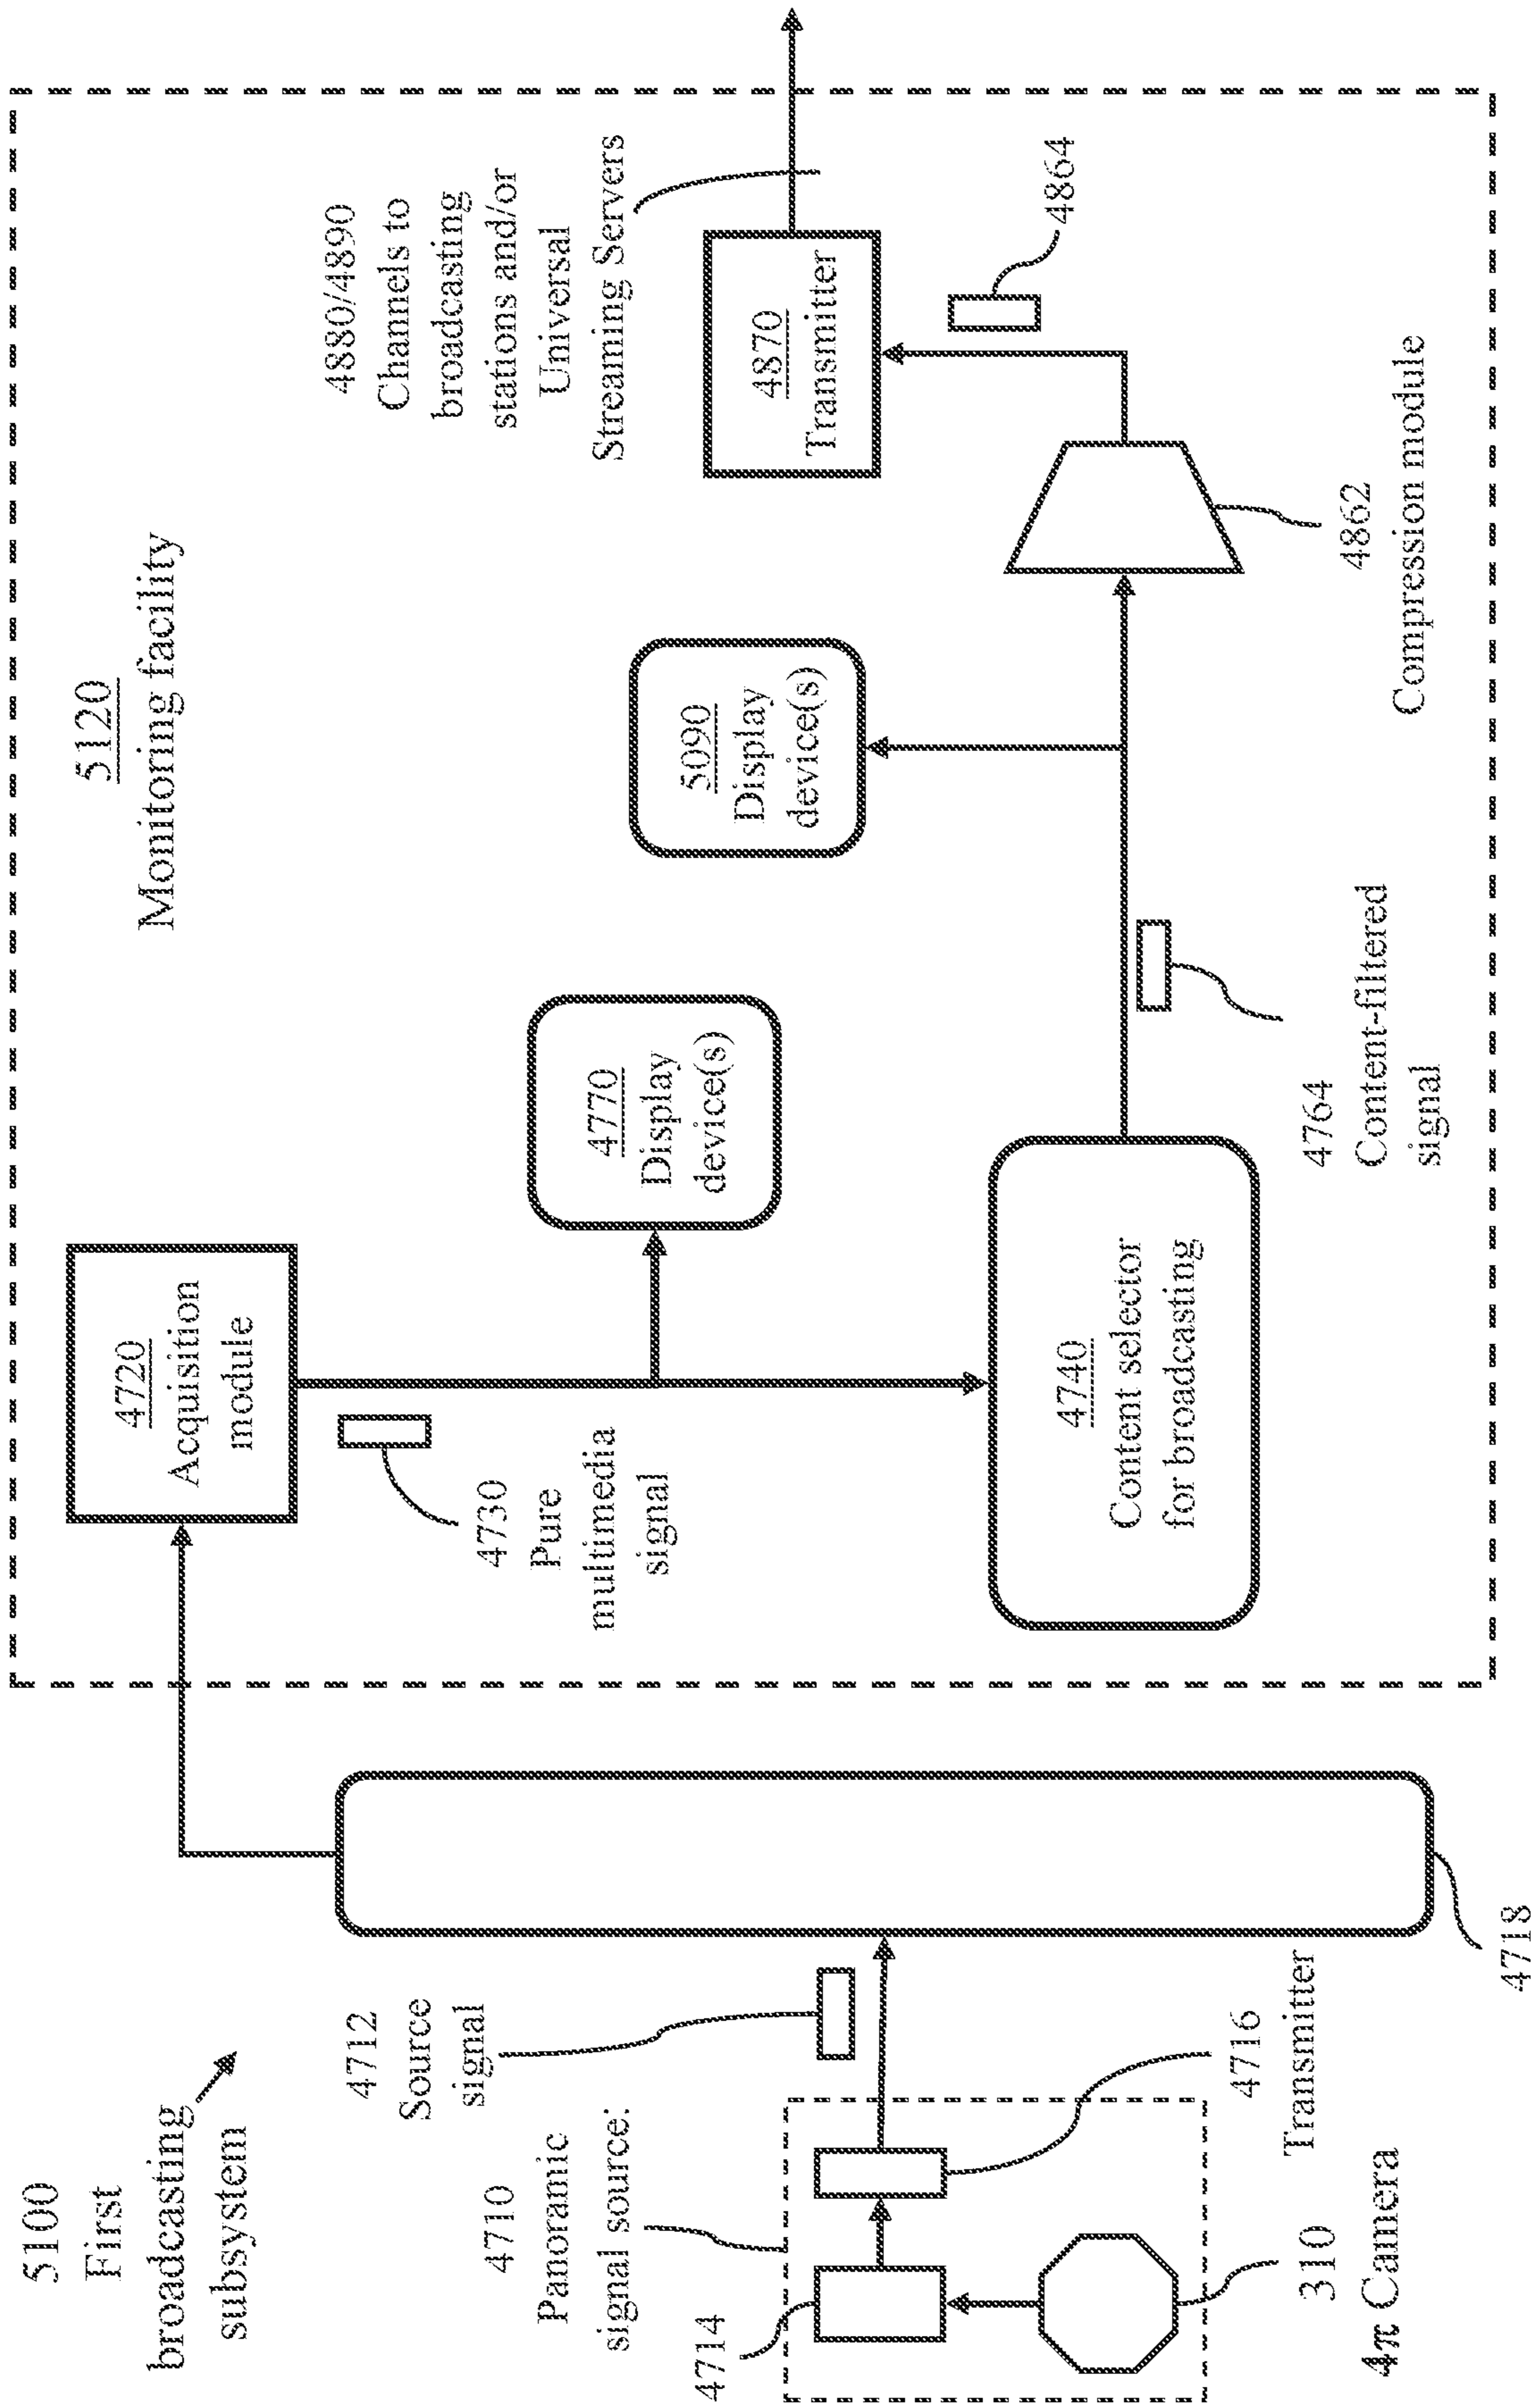 5100
First
broadcasting
subsystem
4710
Panoramic
signal source:
4714
4712
Source
signal
4716
Transmitter
310
4π Camera
4718
5120
Monitoring facility
4720
Acquisition
module
4730
Pure
multimedia
signal
4770
Display
device(s)
4740
Content selector
for broadcasting
4764
Content-filtered
signal
5090
Display
device(s)
4862
Compression module
4864
4870
Transmitter
4880/4890
Channels to
broadcasting
stations and/or
Universal
Streaming Servers